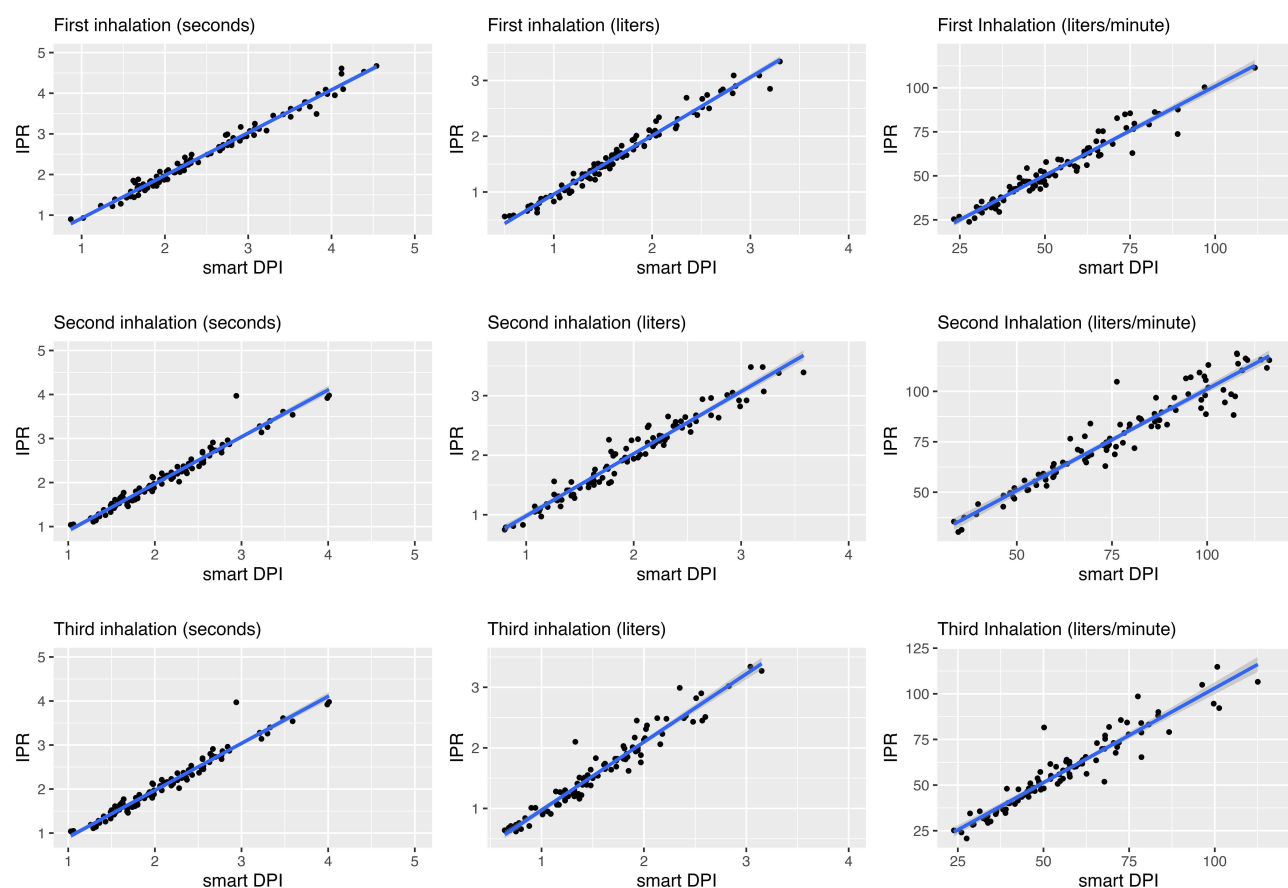 First inhalation (seconds)
5
4
3
2
1
IPR
1 2 3 4 5
smart DPI
First inhalation (liters)
3
2
1
IPR
1 2 3 4
smart DPI
First Inhalation (liters/minute)
100
75
50
25
IPR
25 50 75 100
smart DPI
Second inhalation (seconds)
5
4
3
2
1
IPR
1 2 3 4 5
smart DPI
Second inhalation (liters)
3
2
1
IPR
1 2 3 4
smart DPI
Second Inhalation (liters/minute)
100
75
50
IPR
50 75 100
smart DPI
Third inhalation (seconds)
5
4
3
2
1
IPR
1 2 3 4 5
smart DPI
Third inhalation (liters)
3
2
1
IPR
1 2 3 4
smart DPI
Third Inhalation (liters/minute)
125
100
75
50
25
IPR
25 50 75 100
smart DPI